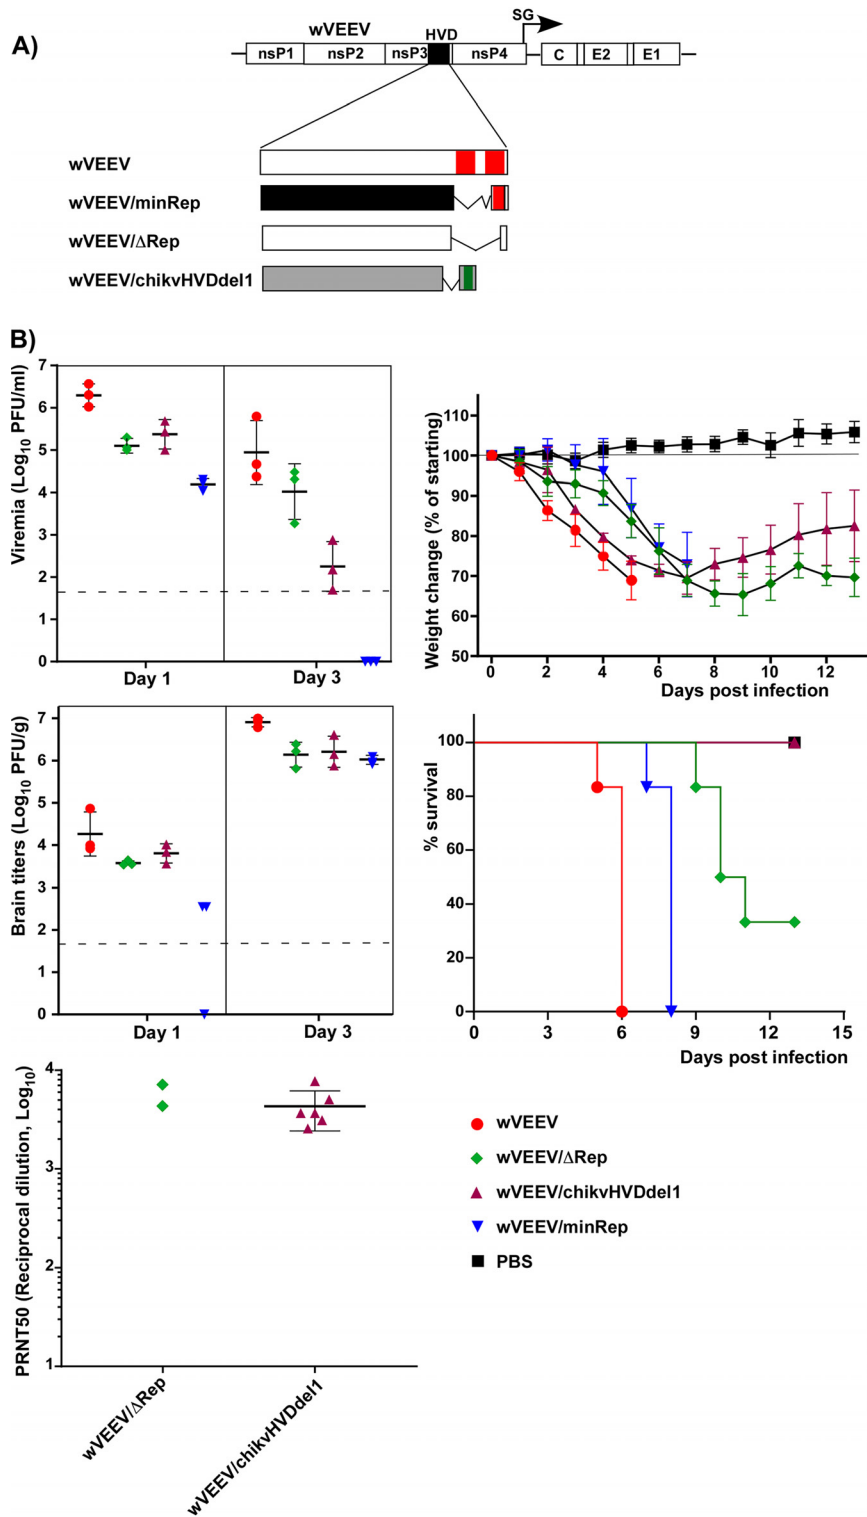 A)
wVEEV
HVD
SG
nsP1 nsP2 nsP3 nsP4 C E2 E1
wVEEV
wVEEV/minRep
wVEEV/ΔRep
wVEEV/chikvHVDdel1
B)
Viremia (Log10 PFU/ml)
7
6
5
4
3
2
1
0
Day 1 Day 3
Weight change (% of starting)
110
100
90
80
70
60
50
0 2 4 6 8 10 12
Days post infection
Brain titers (Log10 PFU/g)
7
6
5
4
3
2
1
0
Day 1 Day 3
% survival
100
80
60
40
20
0
0 3 6 9 12 15
Days post infection
PRNT50 (Reciprocal dilution, Log10)
4
3
2
1
wVEEV/ΔRep
wVEEV/chikvHVDdel1
wVEEV
wVEEV/ΔRep
wVEEV/chikvHVDdel1
wVEEV/minRep
PBS